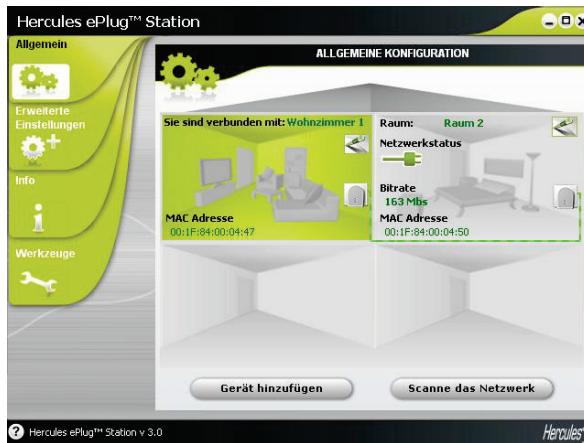 Hercules ePlug™ Station
Allgemein
ALLGEMEINE KONFIGURATION
Erweiterte
Einstellungen
Info
Werkzeuge
Sie sind verbunden mit: Wohnzimmer 1
MAC Adresse
00:1F:84:00:04:47
Raum: Raum 2
Netzwerkstatus
Bitrate
163 Mbs
MAC Adresse
00:1F:84:00:04:50
Gerät hinzufügen
Scanne das Netzwerk
? Hercules ePlug™ Station v 3.0
Hercules